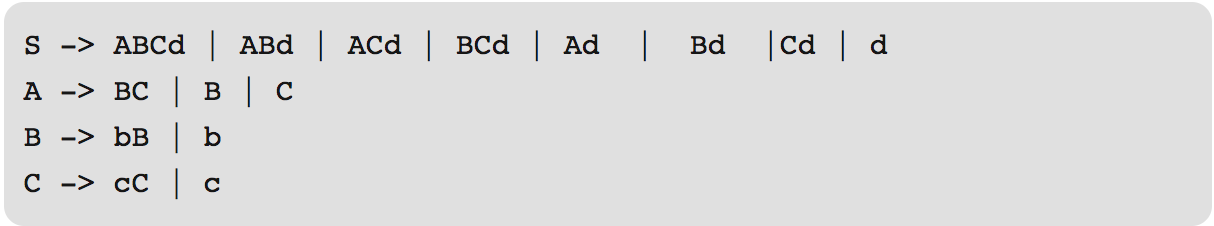 S -> ABCd | ABd | ACd | BCd | Ad | Bd |Cd | d
A -> BC | B | C
B -> bB | b
C -> cC | c